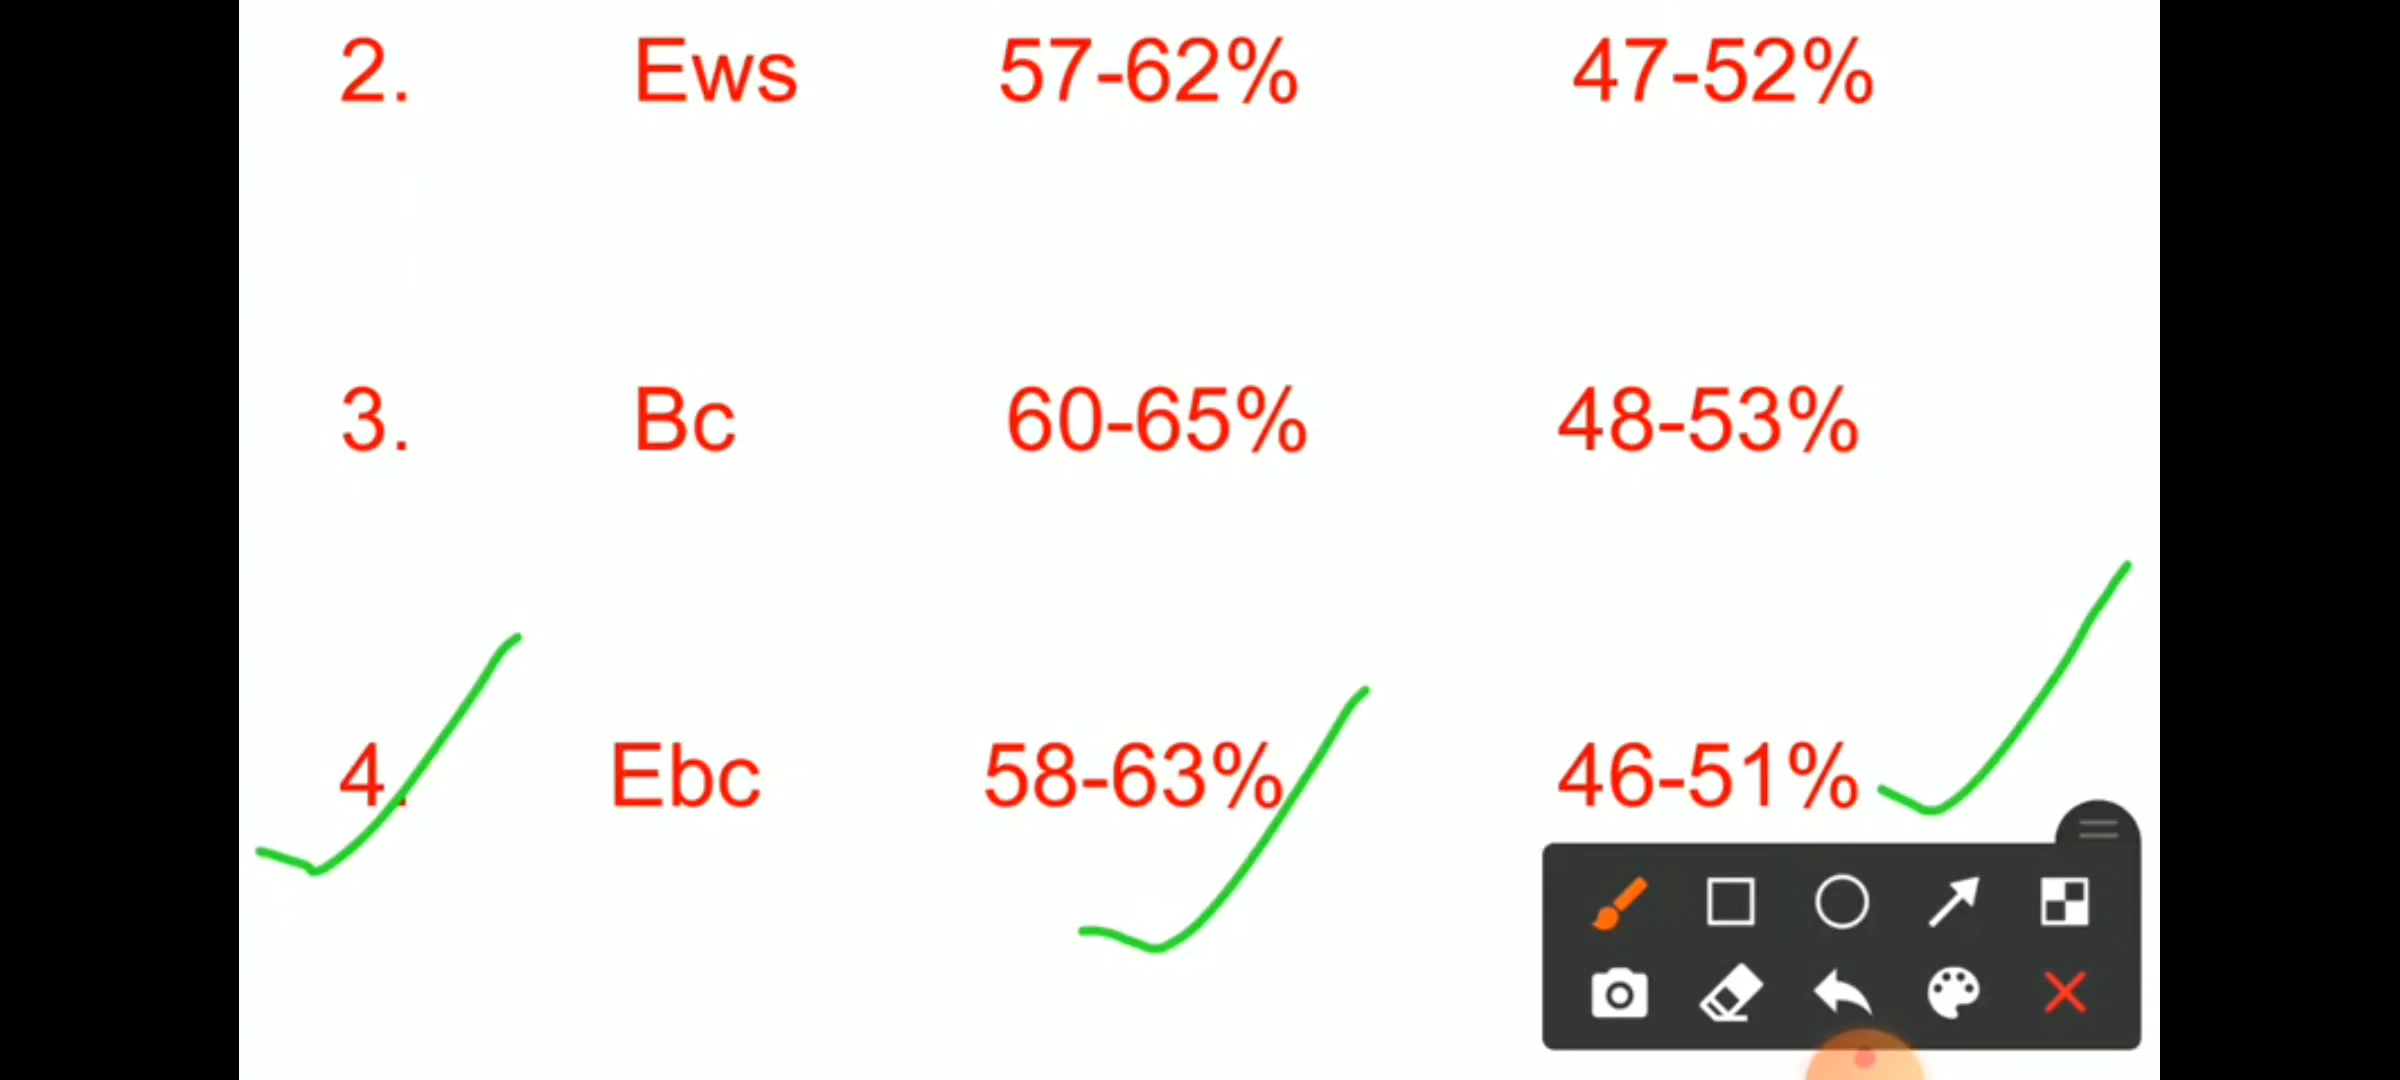 2. Ews 57-62% 47-52%
3. Bc 60-65% 48-53%
4. Ebc 58-63% 46-51%